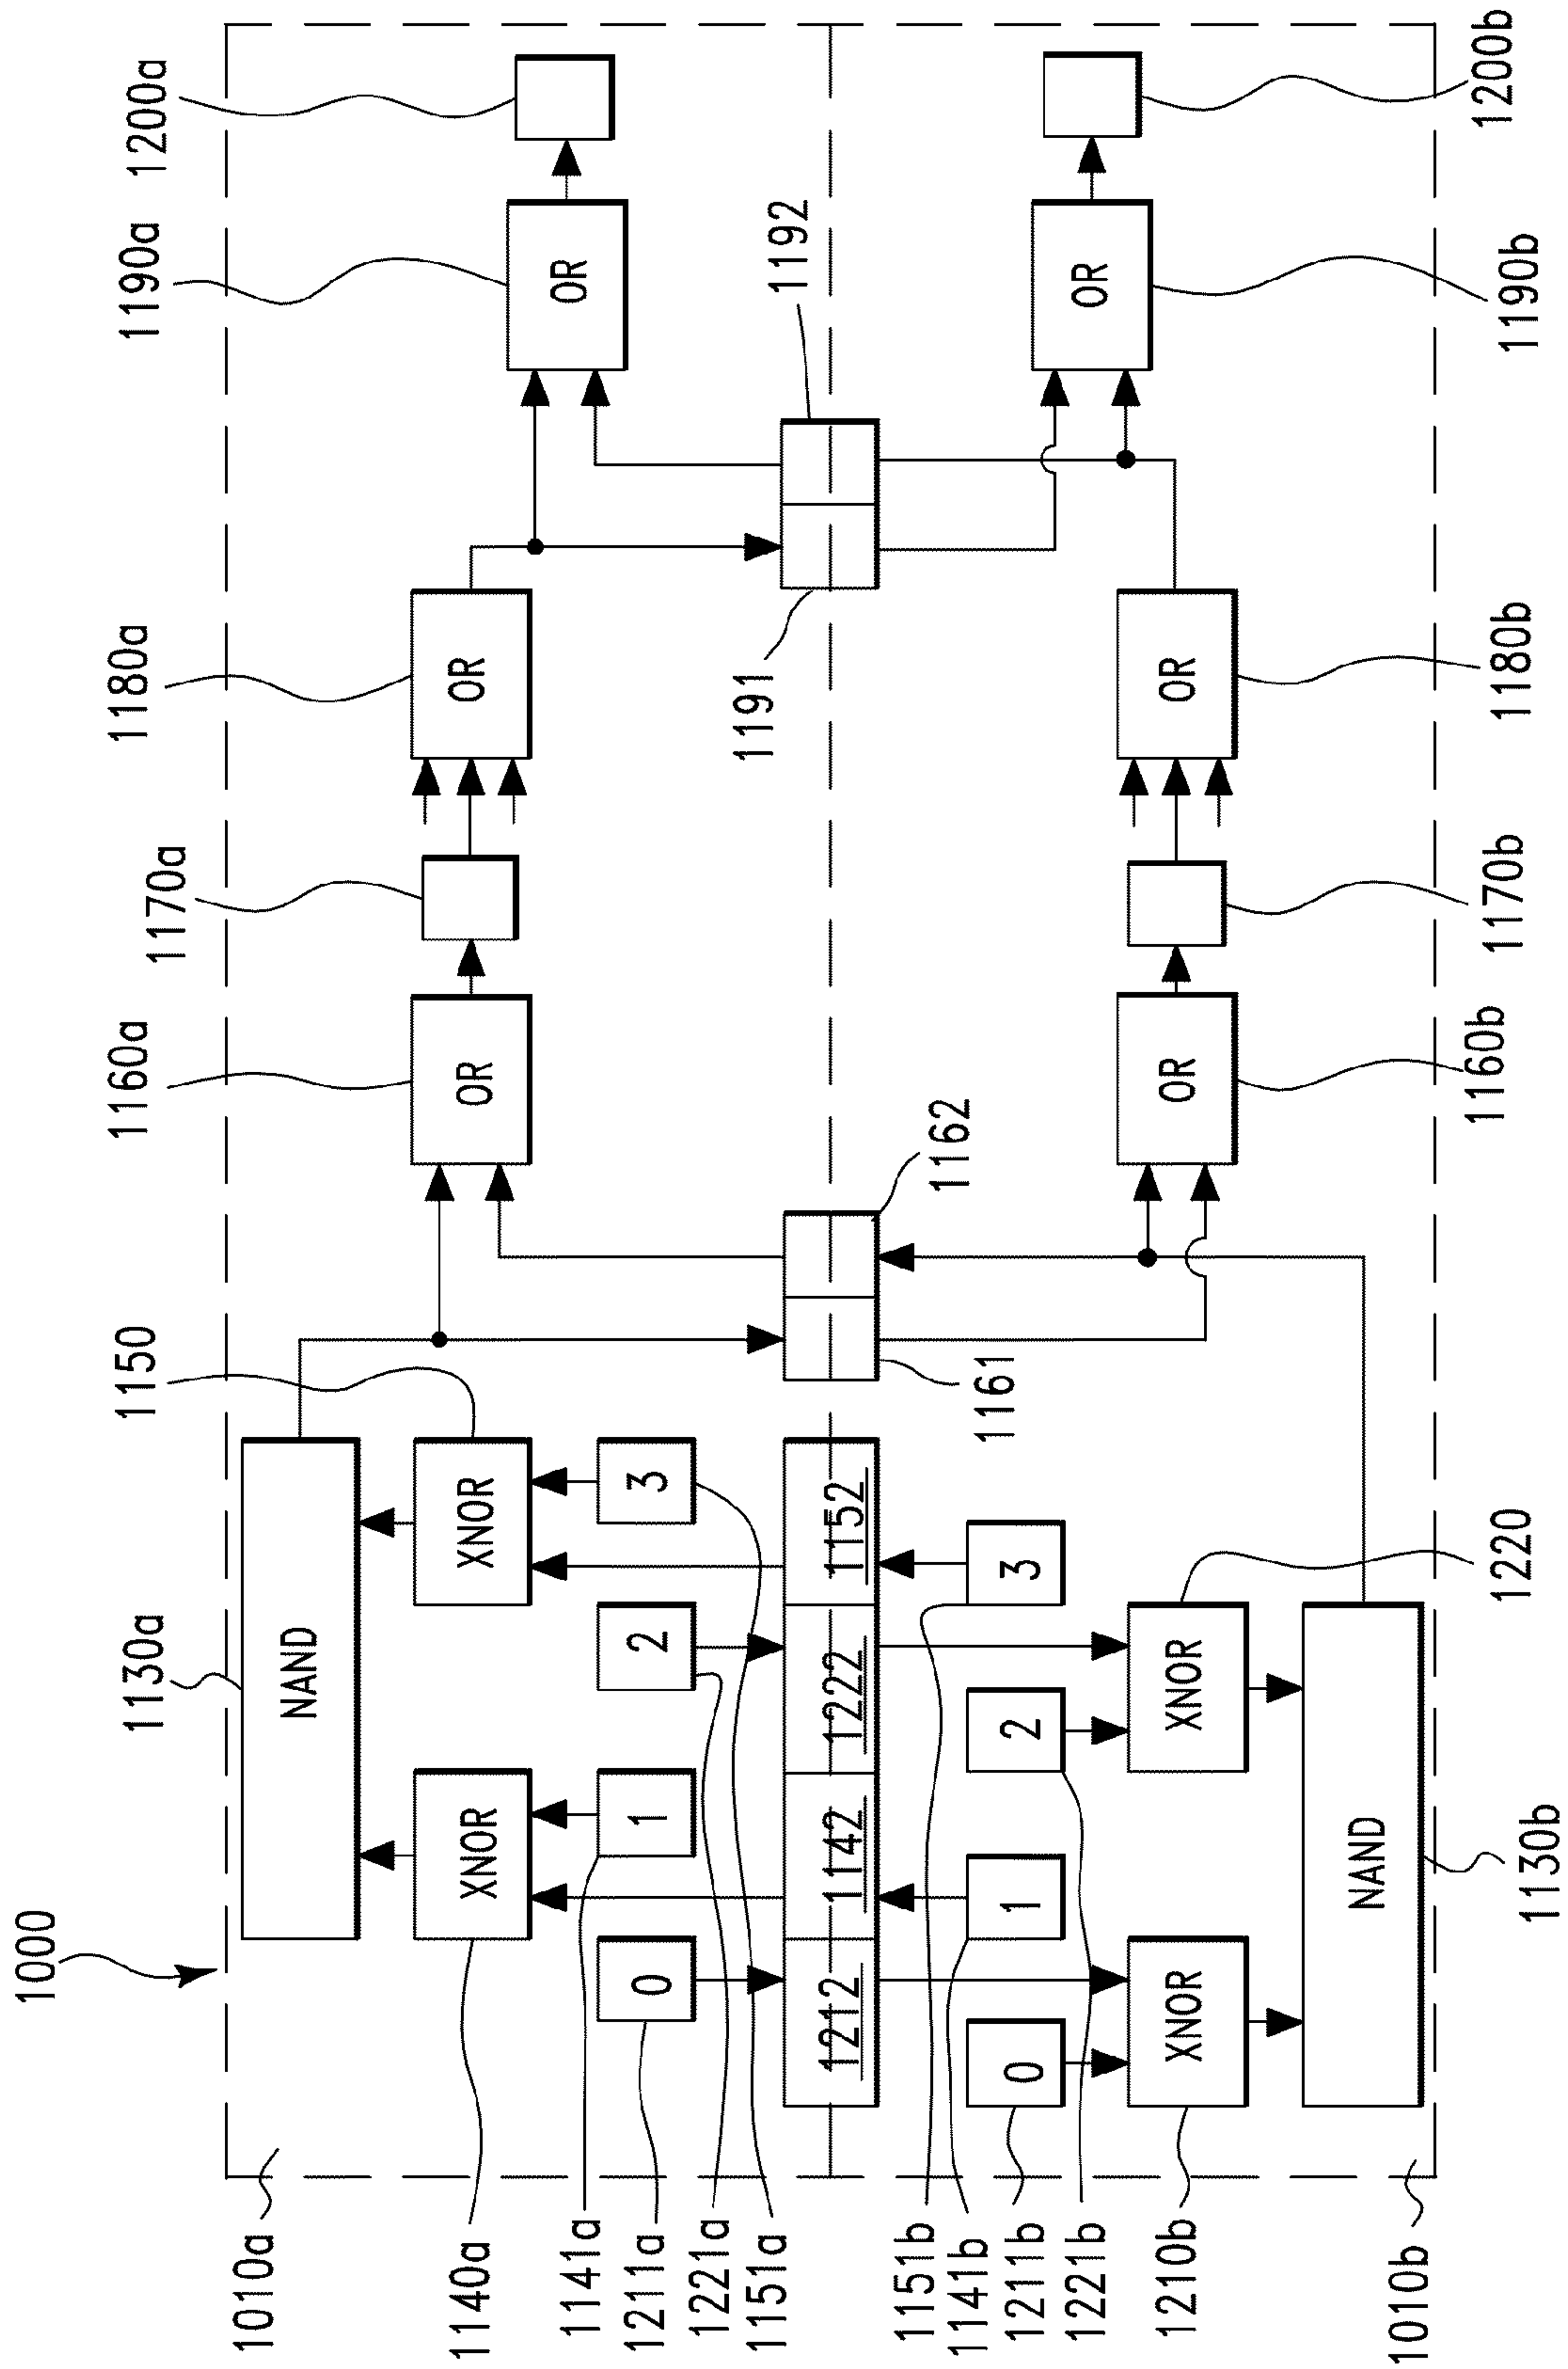 1000
1130a
1150
1160a
1170a
1180a
1190a
1200a
1010a
NAND
1140a
XNOR
XNOR
OR
OR
OR
1141a
1211a
0
1
2
3
1221a
1151a
1191
1192
1212
1142
1222
1152
1151b
1141b
1161
1162
1211b
0
1
2
3
1221b
1210b
XNOR
XNOR
OR
OR
OR
NAND
1010b
1130b
1220
1160b
1170b
1180b
1190b
1200b